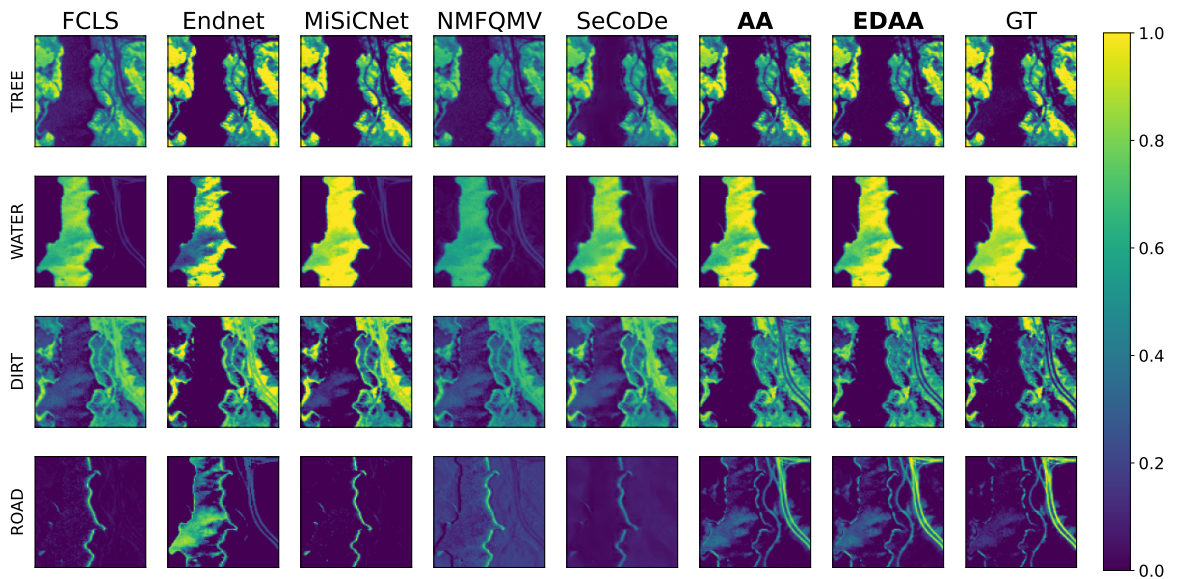 FCLS Endnet MiSiCNet NMFQMV SeCoDe AA EDAA GT
TREE
WATER
DIRT
ROAD
1.0
0.8
0.6
0.4
0.2
0.0